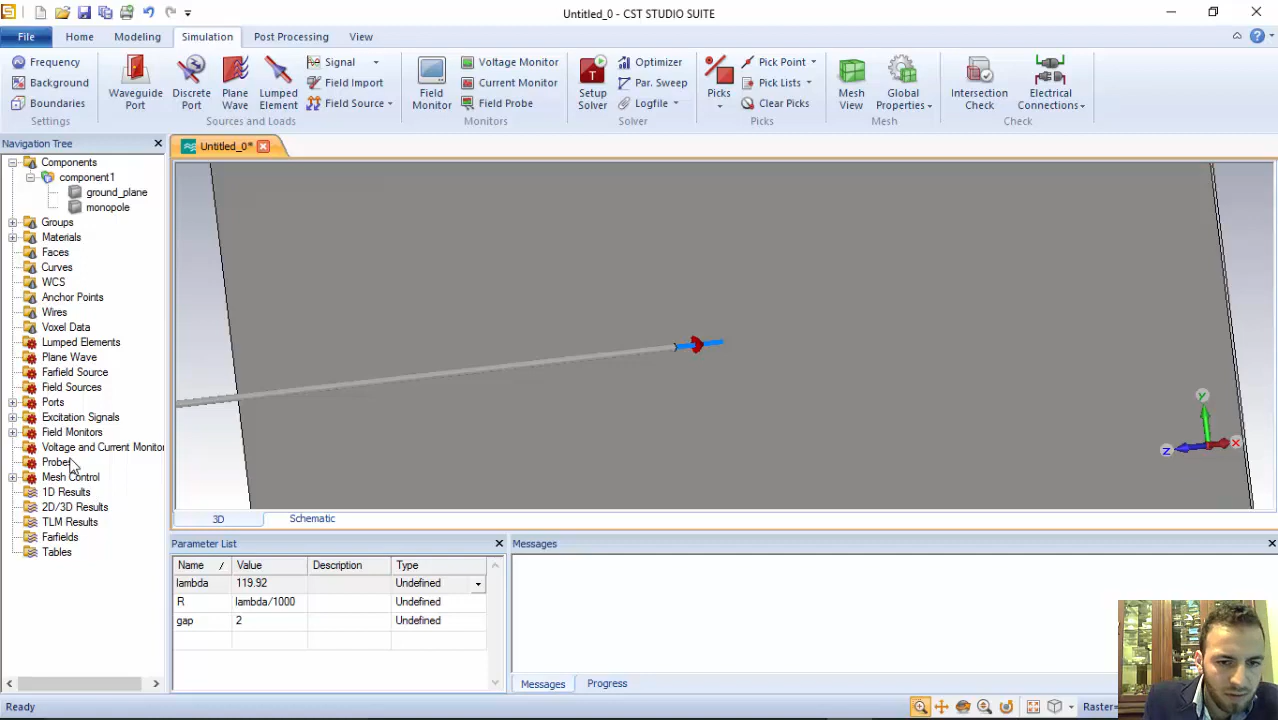 Untitled_0 - CST STUDIO SUITE
File Home Modeling Simulation Post Processing View
Frequency
Background
Boundaries
Settings
Waveguide Port
Discrete Port
Plane Wave
Lumped Element
Signal
Field Import
Field Source
Sources and Loads
Field Monitor
Voltage Monitor
Current Monitor
Field Probe
Monitors
Setup Solver
Optimizer
Par. Sweep
Logfile
Solver
Picks
Pick Point
Pick Lists
Clear Picks
Picks
Mesh View
Global Properties
Mesh
Intersection Check
Electrical Connections
Check
Navigation Tree
Untitled_0*
Components
component1
ground_plane
monopole
Groups
Materials
Faces
Curves
WCS
Anchor Points
Wires
Voxel Data
Lumped Elements
Plane Wave
Farfield Source
Field Sources
Ports
Excitation Signals
Field Monitors
Voltage and Current Monitor
Probes
Mesh Control
1D Results
2D/3D Results
TLM Results
Farfields
Tables
Y
X
Z
3D Schematic
Parameter List
Name / Value Description Type
lambda 119.92 Undefined
R lambda/1000 Undefined
gap 2 Undefined
Messages
Messages Progress
Ready
Raster=